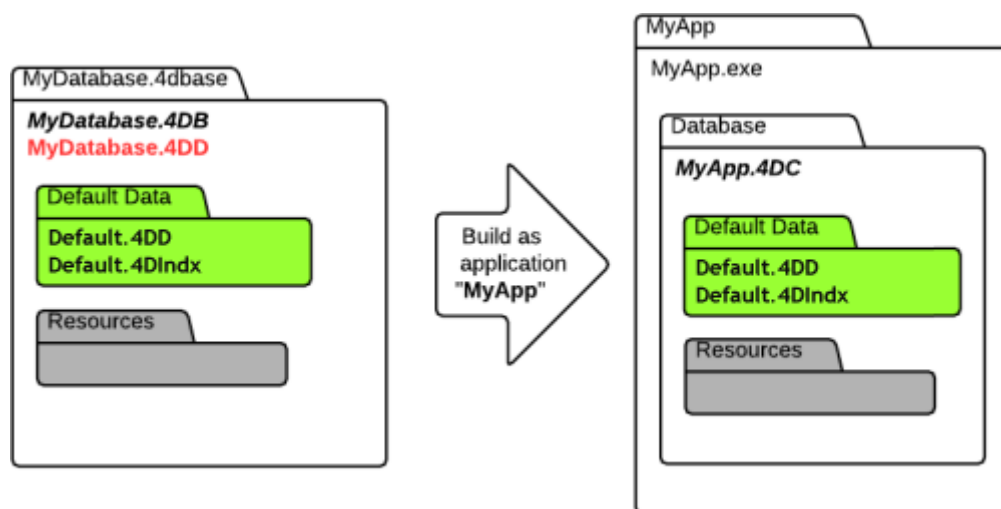 MyDatabase.4dbase
MyDatabase.4DB
MyDatabase.4DD
Default Data
Default.4DD
Default.4DIndx
Resources
Build as
application
"MyApp"
MyApp
MyApp.exe
Database
MyApp.4DC
Default Data
Default.4DD
Default.4DIndx
Resources